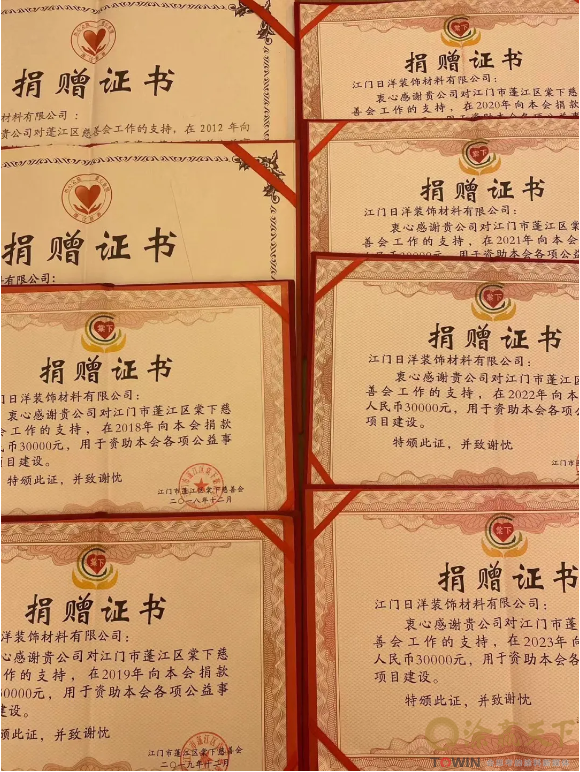 捐赠证书
材料有限公司：
贵公司对蓬江区慈善会工作的支持，在 2012 年向
捐赠证书
有限公司：
棠下
捐赠证书
门日洋装饰材料有限公司：
衷心感谢贵公司对江门市蓬江区棠下慈
会工作的支持，在2018年向本会捐款
币30000元，用于资助本会各项公益事
项目建设。
特颁此证，并致谢忱
江门市蓬江区棠下慈善会
二〇一八年十二月
棠下
捐赠证书
日洋装饰材料有限公司：
衷心感谢贵公司对江门市蓬江区棠下慈
会工作的支持，在2019年向本会捐款
30000元，用于资助本会各项公益事
建设。
特颁此证，并致谢忱
江门市蓬江区棠下慈善会
二〇一九年十二月
棠下
捐赠证书
江门日洋装饰材料有限公司：
衷心感谢贵公司对江门市蓬江区棠下
善会工作的支持，在2020年向本会捐款
棠下
捐赠证书
江门日洋装饰材料有限公司：
衷心感谢贵公司对江门市蓬江区棠
善会工作的支持，在2021年向本会捐
人民币30000元，用于资助本会各项公
棠下
捐赠证书
江门日洋装饰材料有限公司：
衷心感谢贵公司对江门市蓬江区
善会工作的支持，在2022年向本
人民币30000元，用于资助本会各
项目建设。
特颁此证，并致谢忱
棠下
捐赠证书
江门日洋装饰材料有限公司：
衷心感谢贵公司对江门市
善会工作的支持，在2023年向
人民币30000元，用于资助本会
项目建设。
特颁此证，并致谢忱
TOWIN